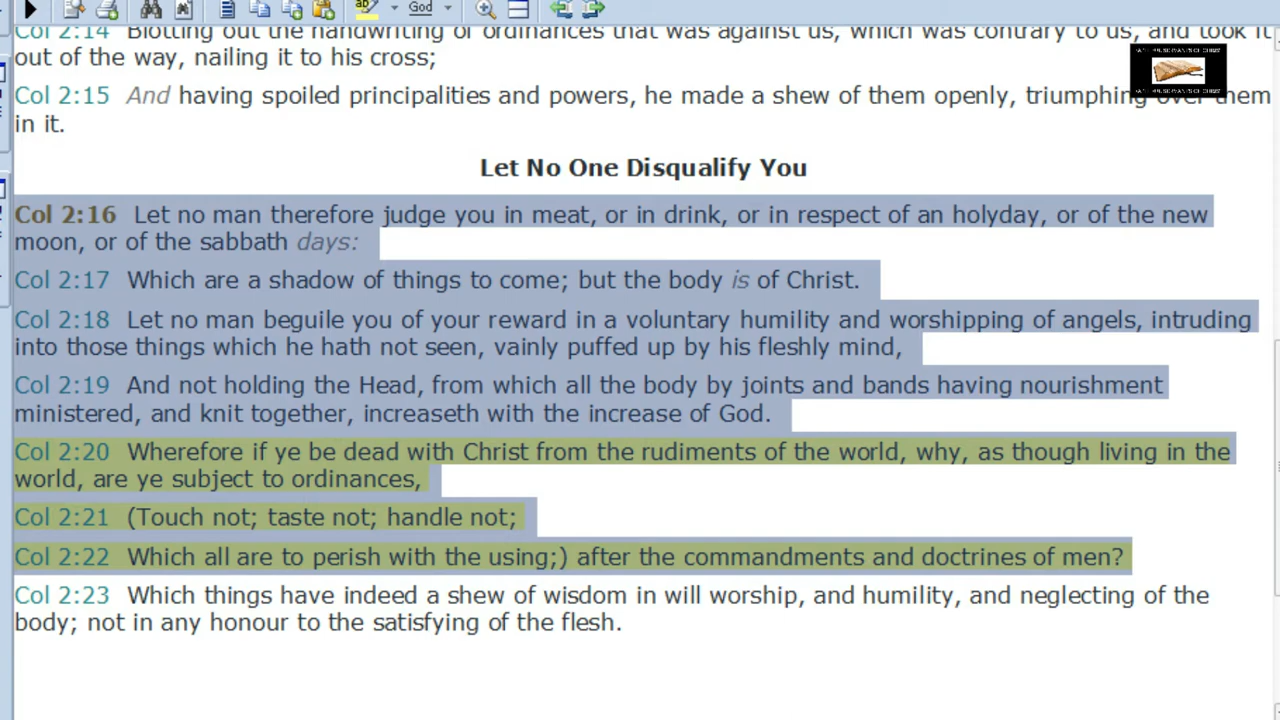 God
Col 2:14 Blotting out the handwriting of ordinances that was against us, which was contrary to us, and took it
out of the way, nailing it to his cross;
Col 2:15 And having spoiled principalities and powers, he made a shew of them openly, triumphing over them
in it.
Let No One Disqualify You
Col 2:16 Let no man therefore judge you in meat, or in drink, or in respect of an holyday, or of the new
moon, or of the sabbath days:
Col 2:17 Which are a shadow of things to come; but the body is of Christ.
Col 2:18 Let no man beguile you of your reward in a voluntary humility and worshipping of angels, intruding
into those things which he hath not seen, vainly puffed up by his fleshly mind,
Col 2:19 And not holding the Head, from which all the body by joints and bands having nourishment
ministered, and knit together, increaseth with the increase of God.
Col 2:20 Wherefore if ye be dead with Christ from the rudiments of the world, why, as though living in the
world, are ye subject to ordinances,
Col 2:21 (Touch not; taste not; handle not;
Col 2:22 Which all are to perish with the using;) after the commandments and doctrines of men?
Col 2:23 Which things have indeed a shew of wisdom in will worship, and humility, and neglecting of the
body; not in any honour to the satisfying of the flesh.